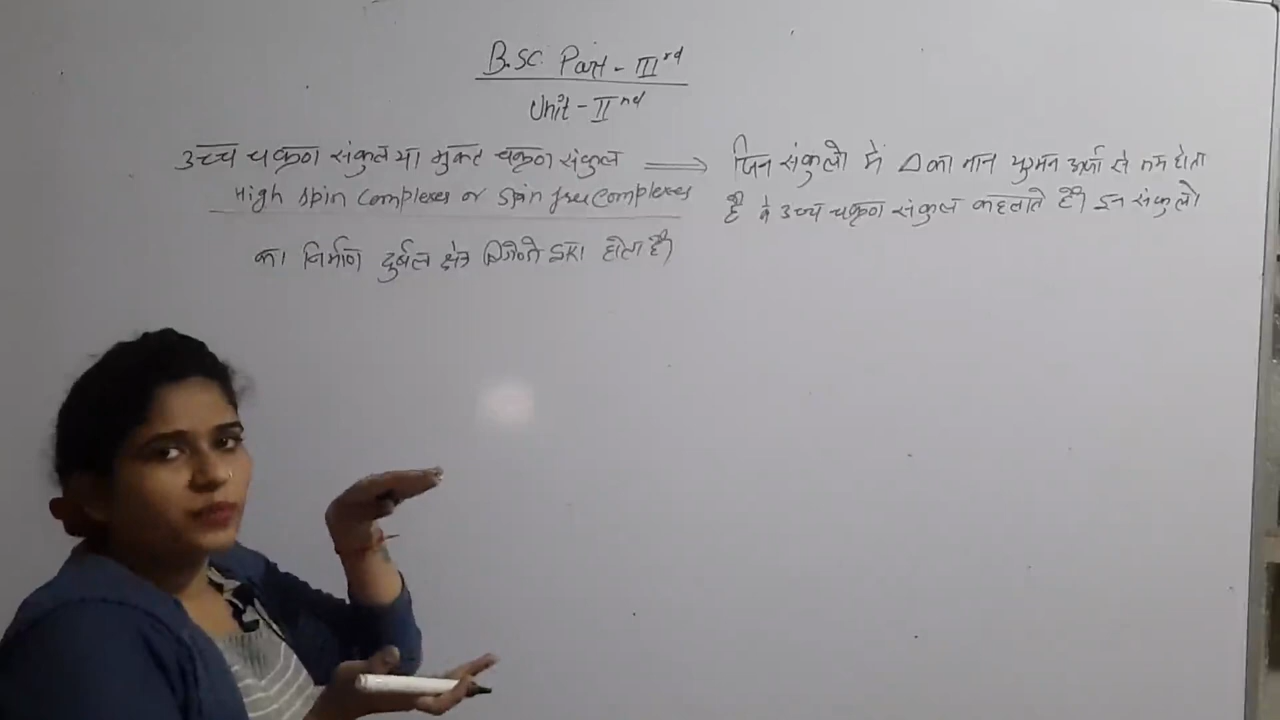 B.SC. Part - III rd
Unit - II nd
उच्च चक्रण संकुल या मुक्त चक्रण संकुल ⟹ जिन संकुलो में Δ का मान युग्मन ऊर्जा से कम होता
High spin complexes or spin free complexes है वे उच्च चक्रण संकुल कहलाते है। इन संकुलो
का निर्माण दुर्बल क्षेत्र लिगेण्ड द्वारा होता है।